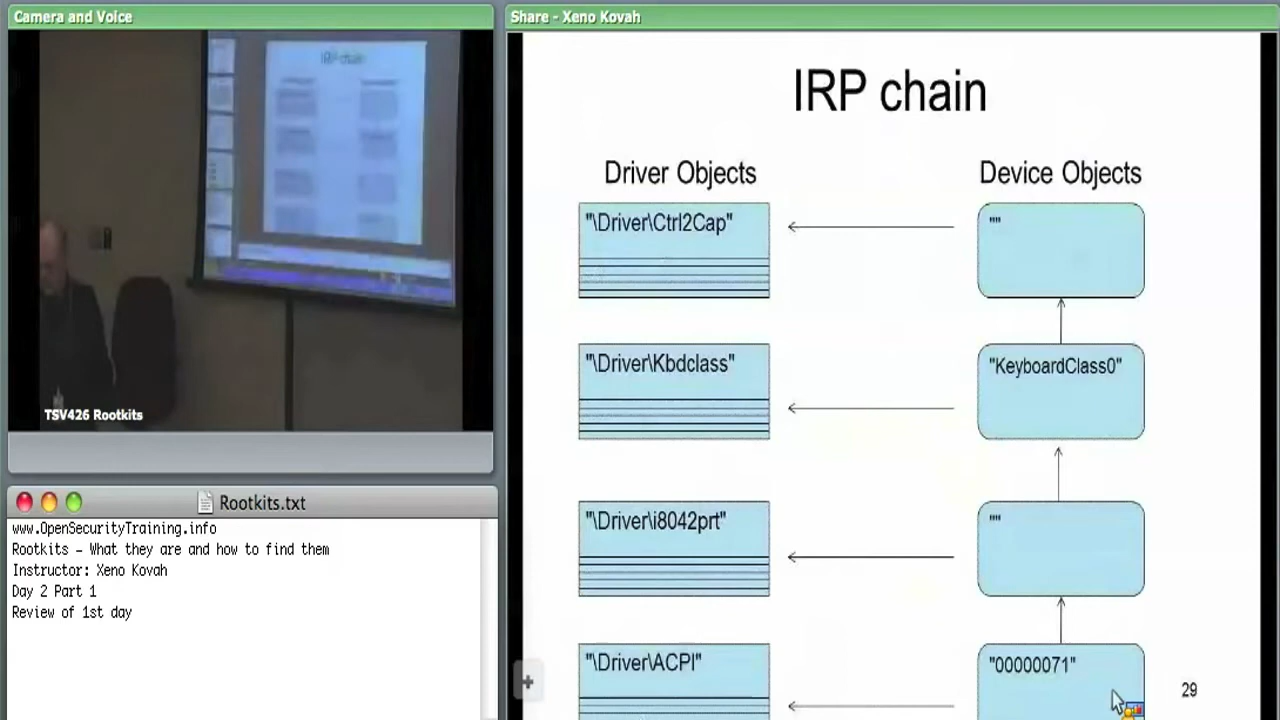 Camera and Voice
TSV426 Rootkits
Rootkits.txt
www.OpenSecurityTraining.info
Rootkits – What they are and how to find them
Instructor: Xeno Kovah
Day 2 Part 1
Review of 1st day
Share - Xeno Kovah
IRP chain
Driver Objects
Device Objects
"\Driver\Ctrl2Cap"
""
"\Driver\Kbdclass"
"KeyboardClass0"
"\Driver\i8042prt"
""
"\Driver\ACPI"
"00000071"
29